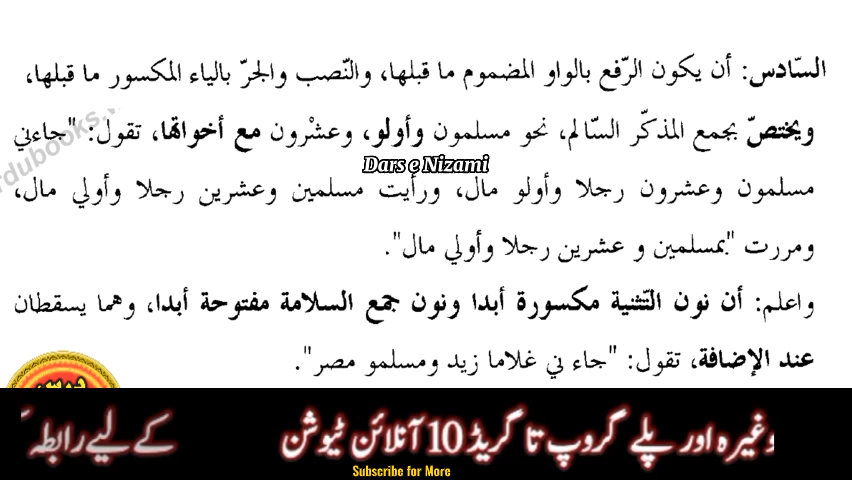 السّادس: أن يكون الرّفع بالواو المضموم ما قبلها، والنّصب والجرّ بالياء المكسور ما قبلها،
ويختصّ بجمع المذكّر السّالم، نحو مسلمون وأولو، وعشْرون مع أخواتها، تقول: "جاءني
Dars e Nizami
مسلمون وعشرون رجلا وأولو مال، ورأيت مسلمين وعشرين رجلا وأولي مال،
ومررت "بمسلمين و عشرين رجلا وأولي مال".
واعلم: أن نون التّثنية مكسورة أبدا ونون جمع السلامة مفتوحة أبدا، وهما يسقطان
عند الإضافة، تقول: "جاء ني غلاما زيد ومسلمو مصر".
درس
وغیرہ اور پلے گروپ تا گریڈ 10 آنلائن ٹیوشن کےلیے رابطہ
Subscribe for More